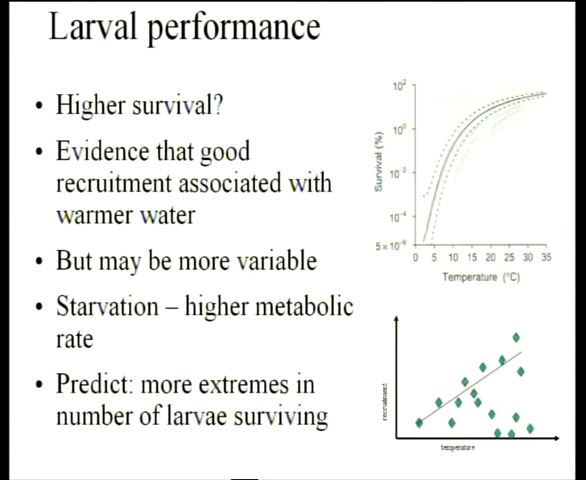 Larval performance
• Higher survival?
• Evidence that good
recruitment associated with
warmer water
• But may be more variable
• Starvation – higher metabolic
rate
• Predict: more extremes in
number of larvae surviving
Survival (%)
10²
10⁰
10⁻²
10⁻⁴
5 x 10⁻⁶
0 5 10 15 20 25 30 35
Temperature (°C)
recruitment
temperature